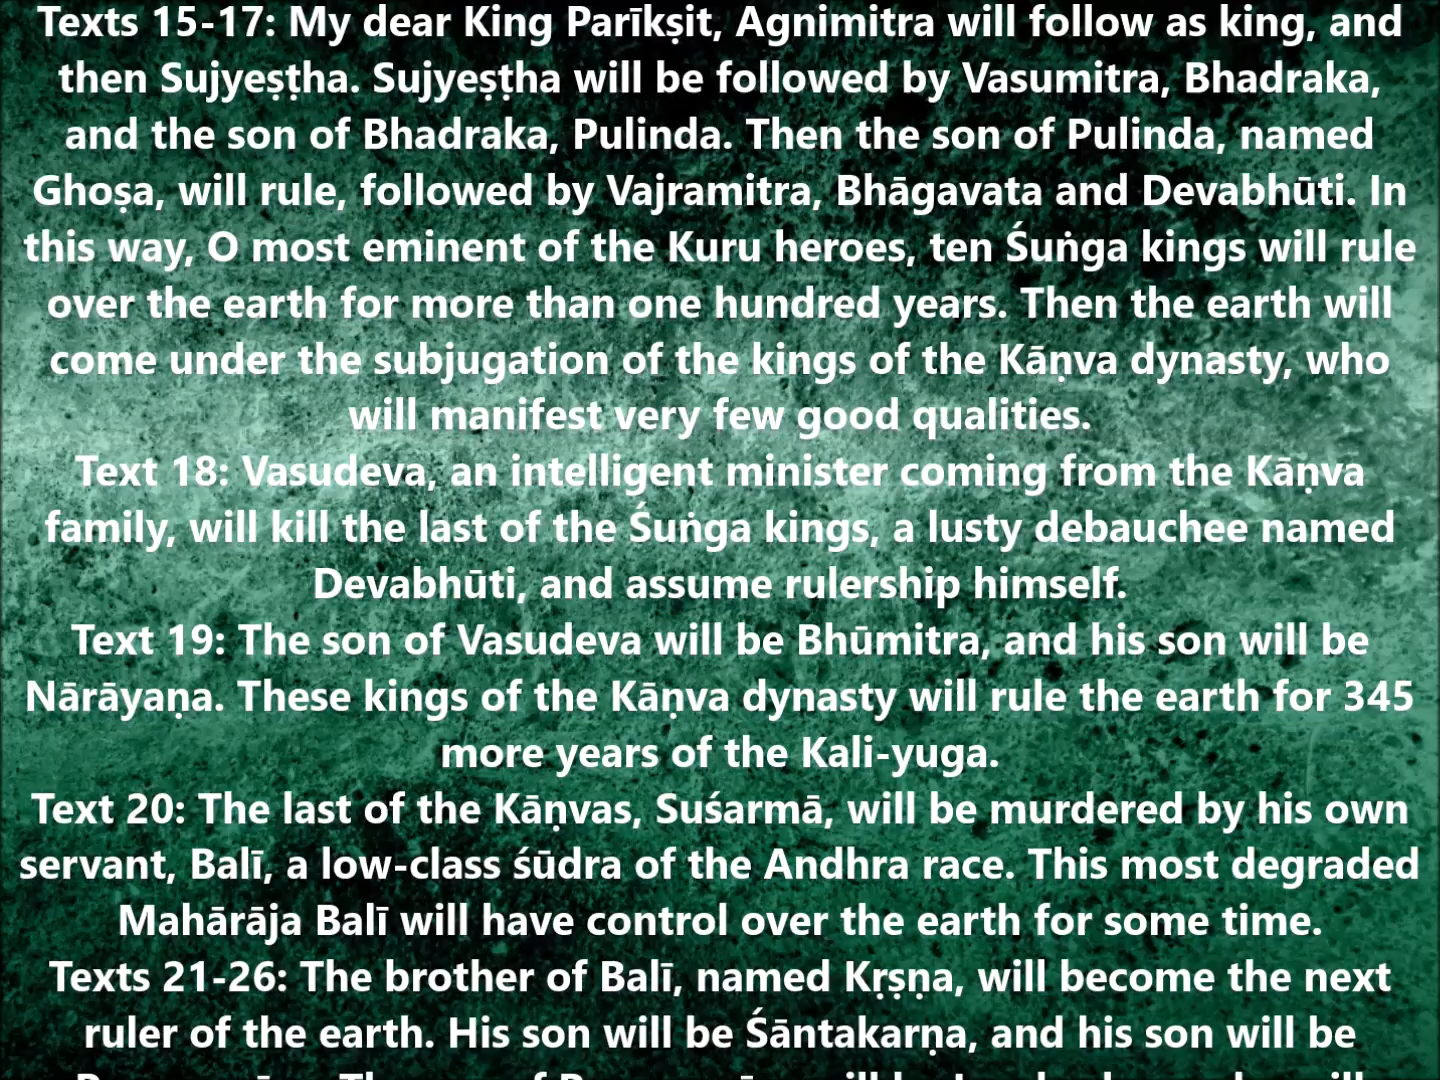 Texts 15-17: My dear King Parīkṣit, Agnimitra will follow as king, and
then Sujyeṣṭha. Sujyeṣṭha will be followed by Vasumitra, Bhadraka,
and the son of Bhadraka, Pulinda. Then the son of Pulinda, named
Ghoṣa, will rule, followed by Vajramitra, Bhāgavata and Devabhūti. In
this way, O most eminent of the Kuru heroes, ten Śuṅga kings will rule
over the earth for more than one hundred years. Then the earth will
come under the subjugation of the kings of the Kāṇva dynasty, who
will manifest very few good qualities.
Text 18: Vasudeva, an intelligent minister coming from the Kāṇva
family, will kill the last of the Śuṅga kings, a lusty debauchee named
Devabhūti, and assume rulership himself.
Text 19: The son of Vasudeva will be Bhūmitra, and his son will be
Nārāyaṇa. These kings of the Kāṇva dynasty will rule the earth for 345
more years of the Kali-yuga.
Text 20: The last of the Kāṇvas, Suśarmā, will be murdered by his own
servant, Balī, a low-class śūdra of the Andhra race. This most degraded
Mahārāja Balī will have control over the earth for some time.
Texts 21-26: The brother of Balī, named Kṛṣṇa, will become the next
ruler of the earth. His son will be Śāntakarṇa, and his son will be